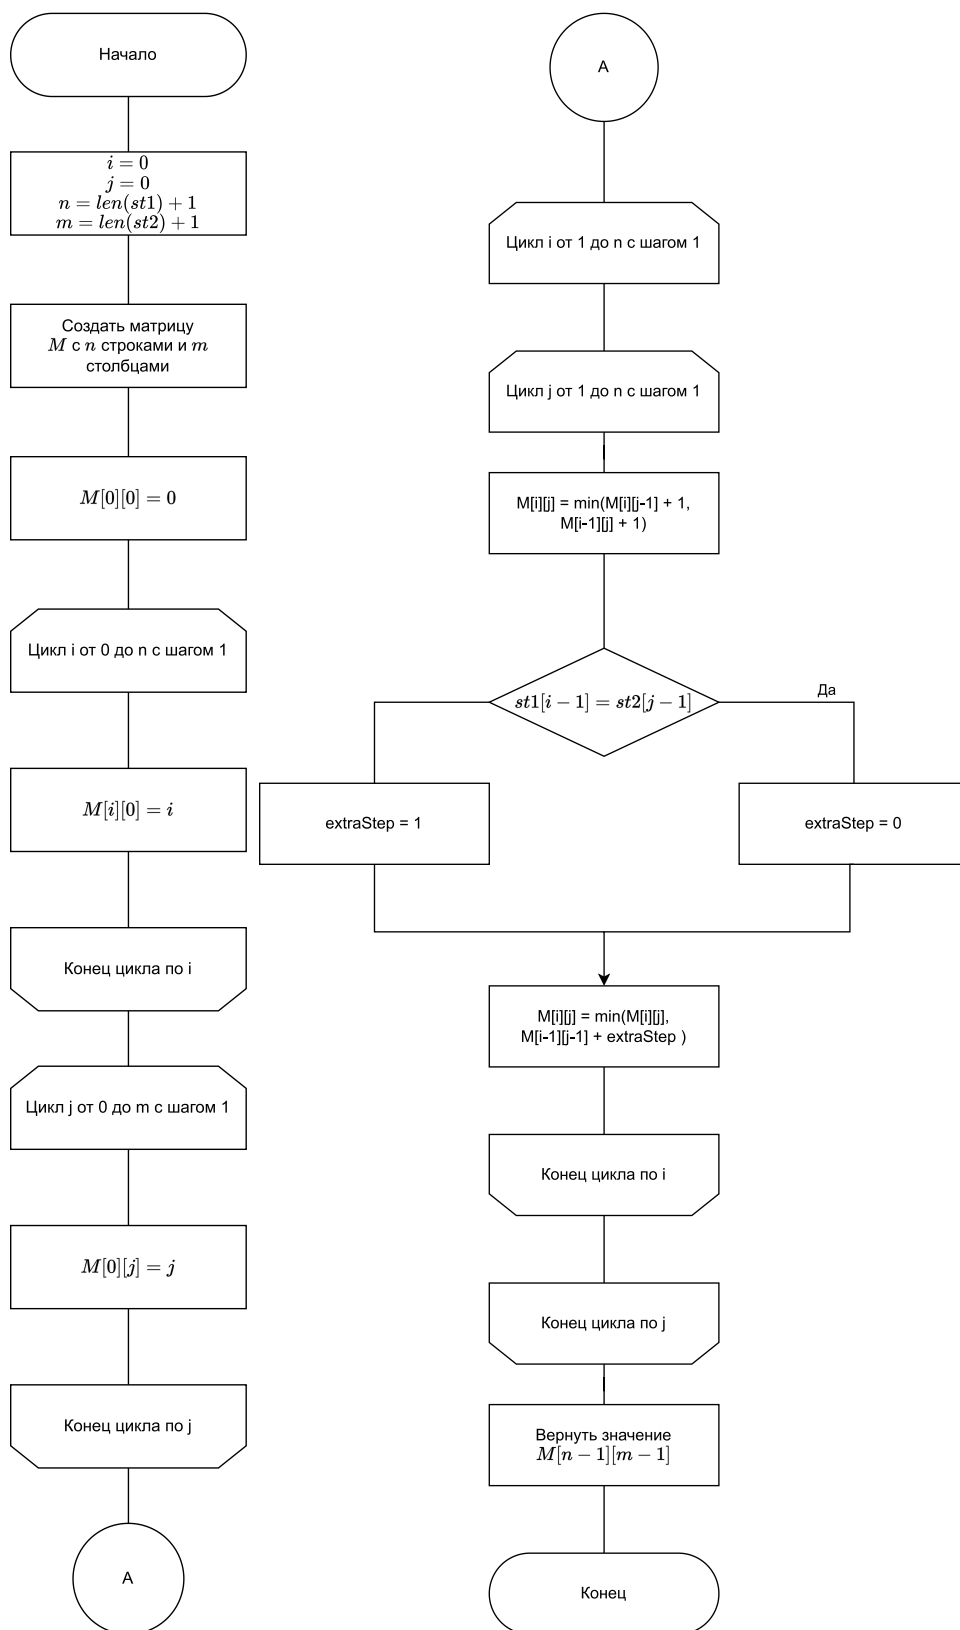 Начало
i = 0
j = 0
n = len(st1) + 1
m = len(st2) + 1
Создать матрицу
M с n строками и m
столбцами
M[0][0] = 0
Цикл i от 0 до n с шагом 1
M[i][0] = i
Конец цикла по i
Цикл j от 0 до m с шагом 1
M[0][j] = j
Конец цикла по j
A
A
Цикл i от 1 до n с шагом 1
Цикл j от 1 до n с шагом 1
M[i][j] = min(M[i][j-1] + 1,
M[i-1][j] + 1)
st1[i − 1] = st2[j − 1]
Да
extraStep = 1
extraStep = 0
M[i][j] = min(M[i][j],
M[i-1][j-1] + extraStep )
Конец цикла по i
Конец цикла по j
Вернуть значение
M[n − 1][m − 1]
Конец